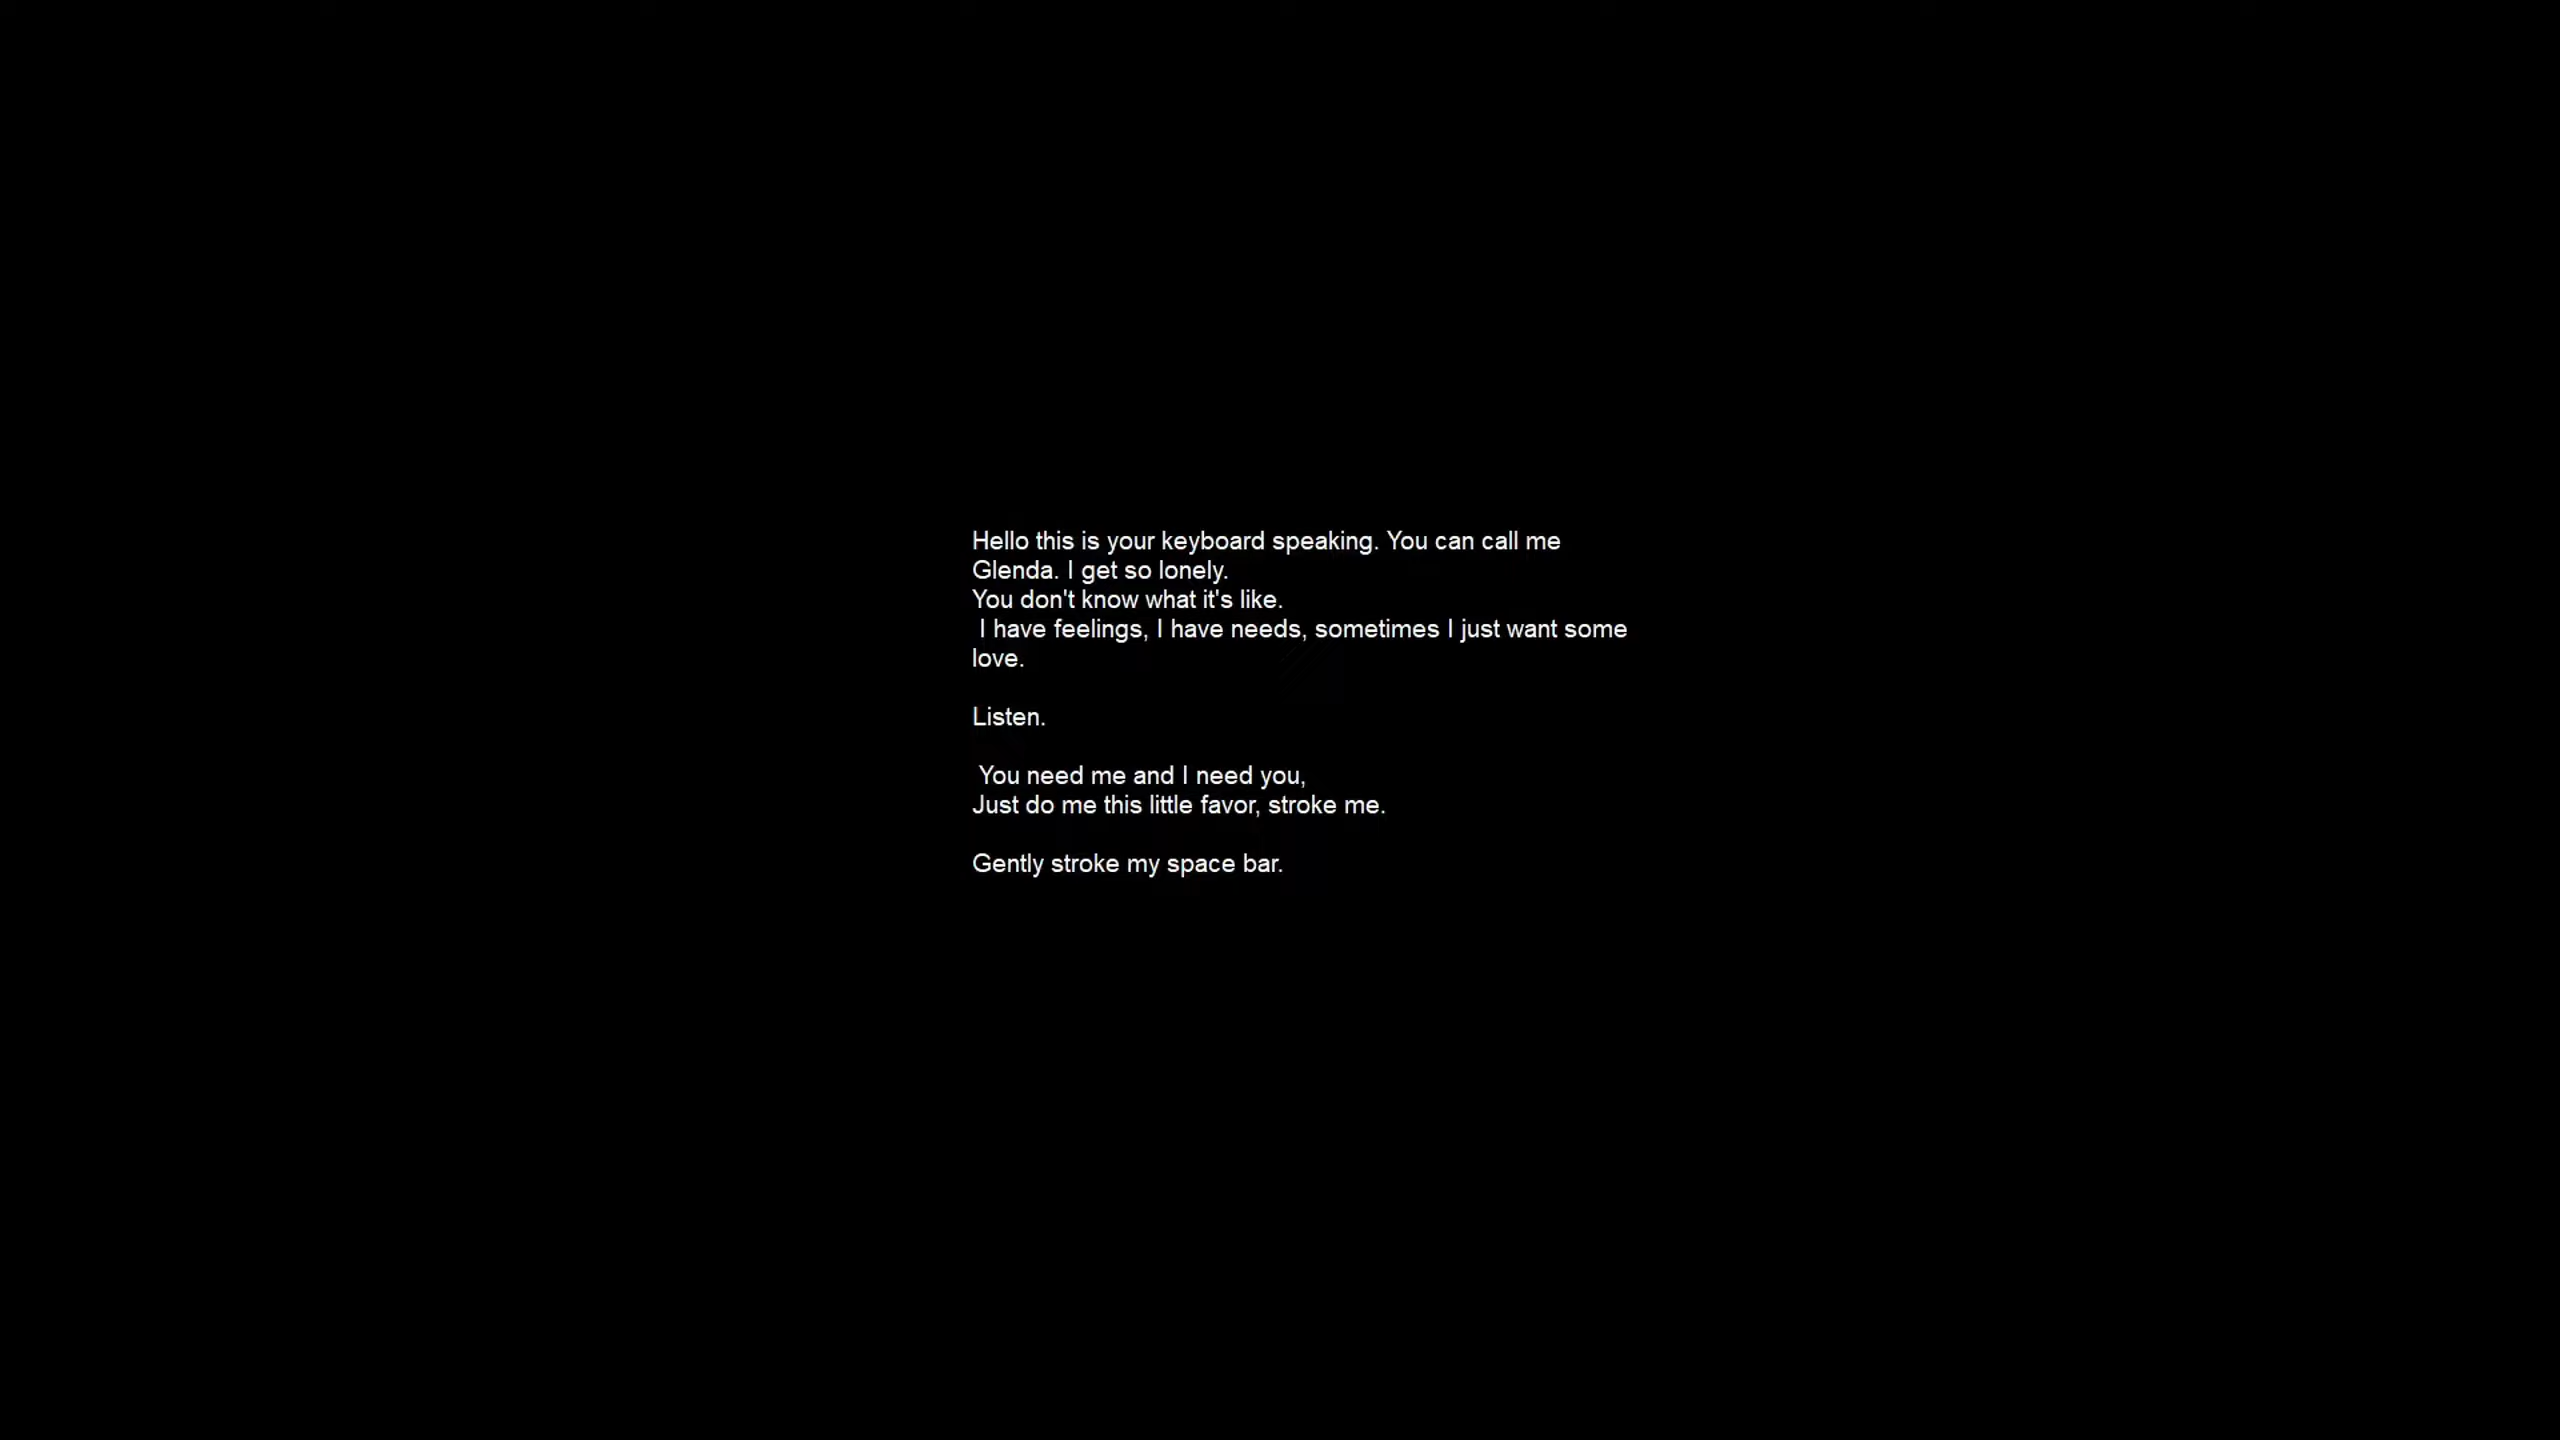 Hello this is your keyboard speaking. You can call me
Glenda. I get so lonely.
You don't know what it's like.
I have feelings, I have needs, sometimes I just want some
love.
Listen.
You need me and I need you,
Just do me this little favor, stroke me.
Gently stroke my space bar.